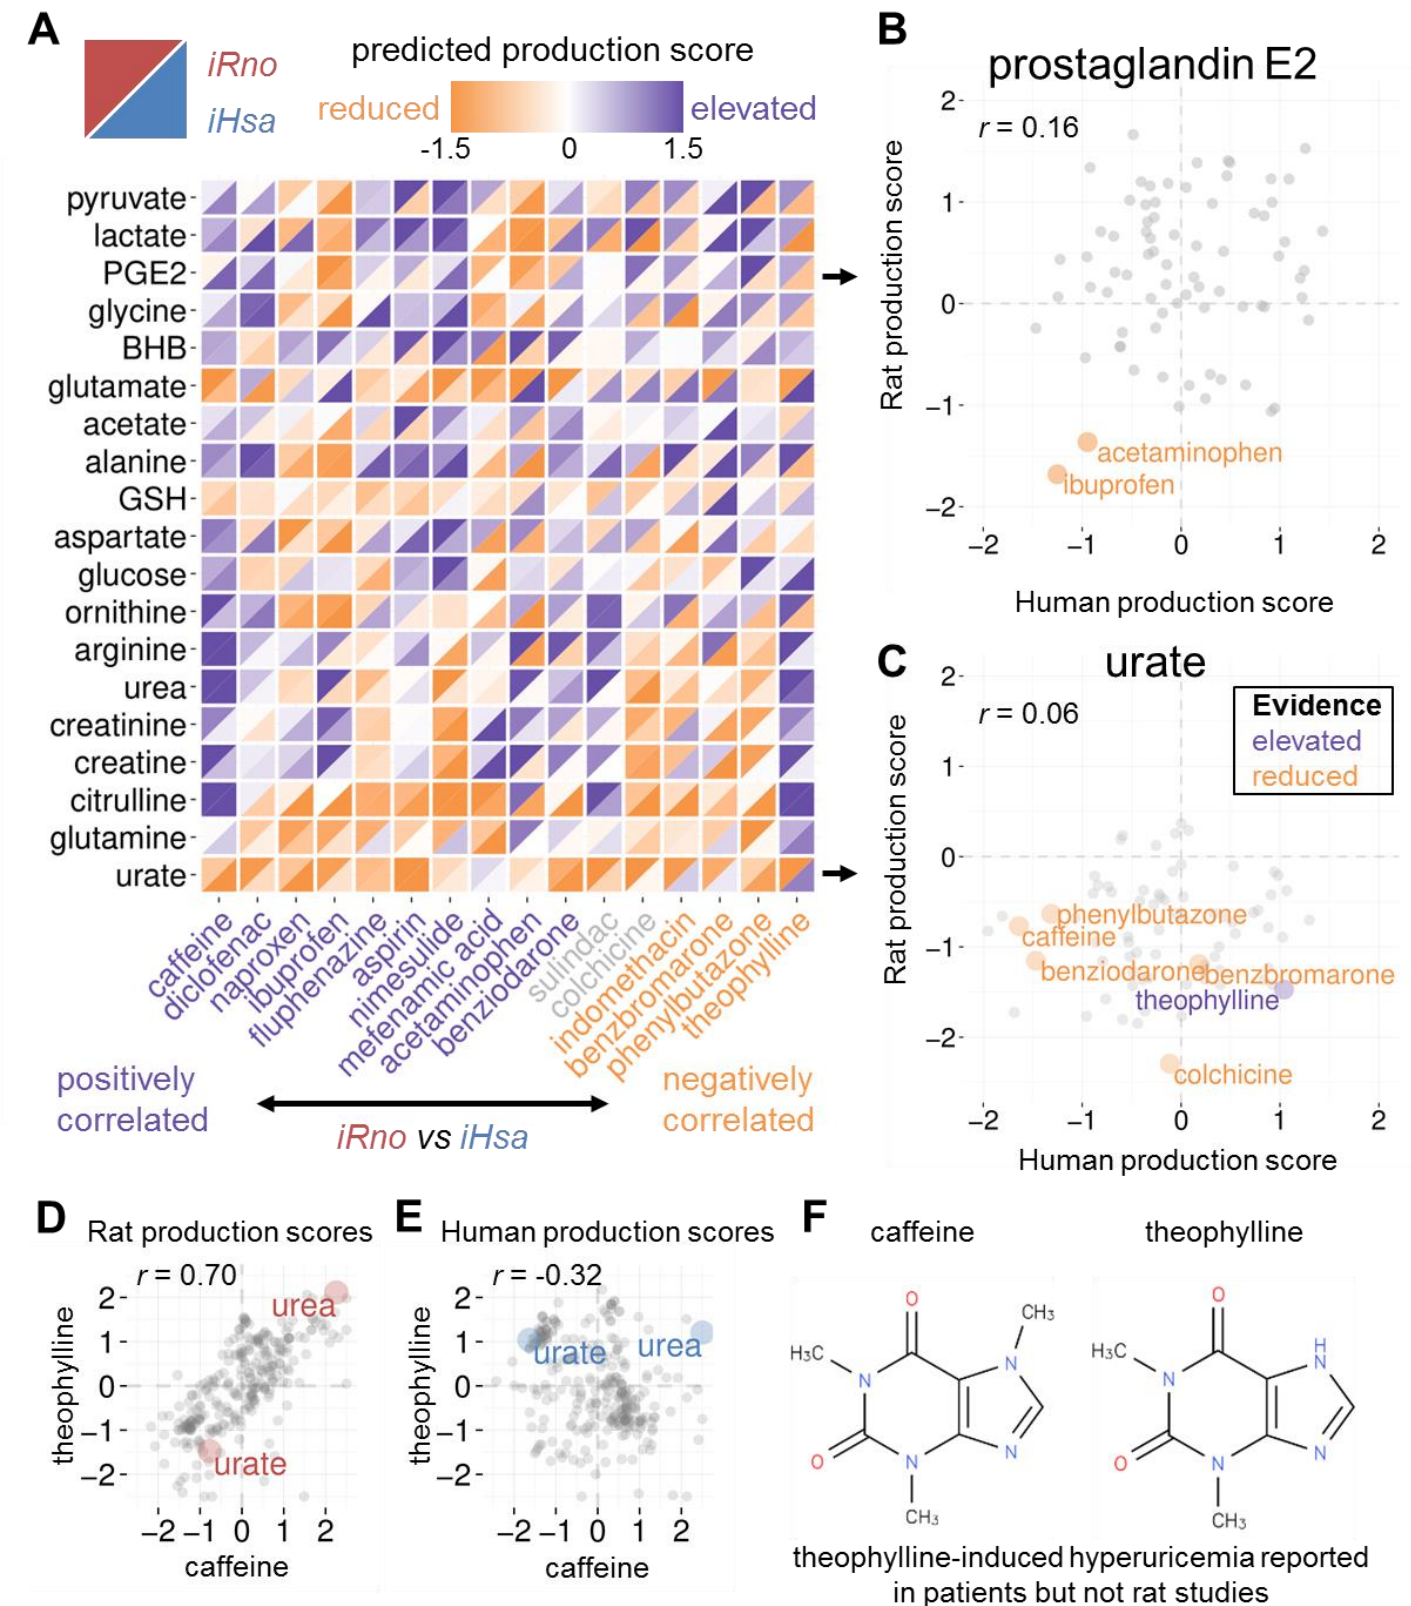 A
iRno
iHsa
predicted production score
reduced
elevated
-1.5
0
1.5
pyruvate
lactate
PGE2
glycine
BHB
glutamate
acetate
alanine
GSH
aspartate
glucose
ornithine
arginine
urea
creatinine
creatine
citrulline
glutamine
urate
caffeine
diclofenac
naproxen
ibuprofen
fluphenazine
aspirin
nimesulide
mefenamic acid
acetaminophen
benziodarone
sulindac
colchicine
indomethacin
benzbromarone
phenylbutazone
theophylline
positively
correlated
negatively
correlated
iRno vs iHsa
B
prostaglandin E2
r = 0.16
Rat production score
2
1
0
−1
−2
acetaminophen
ibuprofen
−2 −1 0 1 2
Human production score
C
urate
r = 0.06
Evidence
elevated
reduced
Rat production score
2
1
0
−1
−2
phenylbutazone
caffeine
benziodarone
benzbromarone
theophylline
colchicine
−2 −1 0 1 2
Human production score
D
Rat production scores
r = 0.70
theophylline
2
1
0
−1
−2
urea
urate
−2 −1 0 1 2
caffeine
E
Human production scores
r = -0.32
theophylline
2
1
0
−1
−2
urate
urea
−2 −1 0 1 2
caffeine
F
caffeine
theophylline
O
CH₃
H₃C
N
N
O
N
N
CH₃
O
H
H₃C
N
N
O
N
N
CH₃
theophylline-induced hyperuricemia reported
in patients but not rat studies